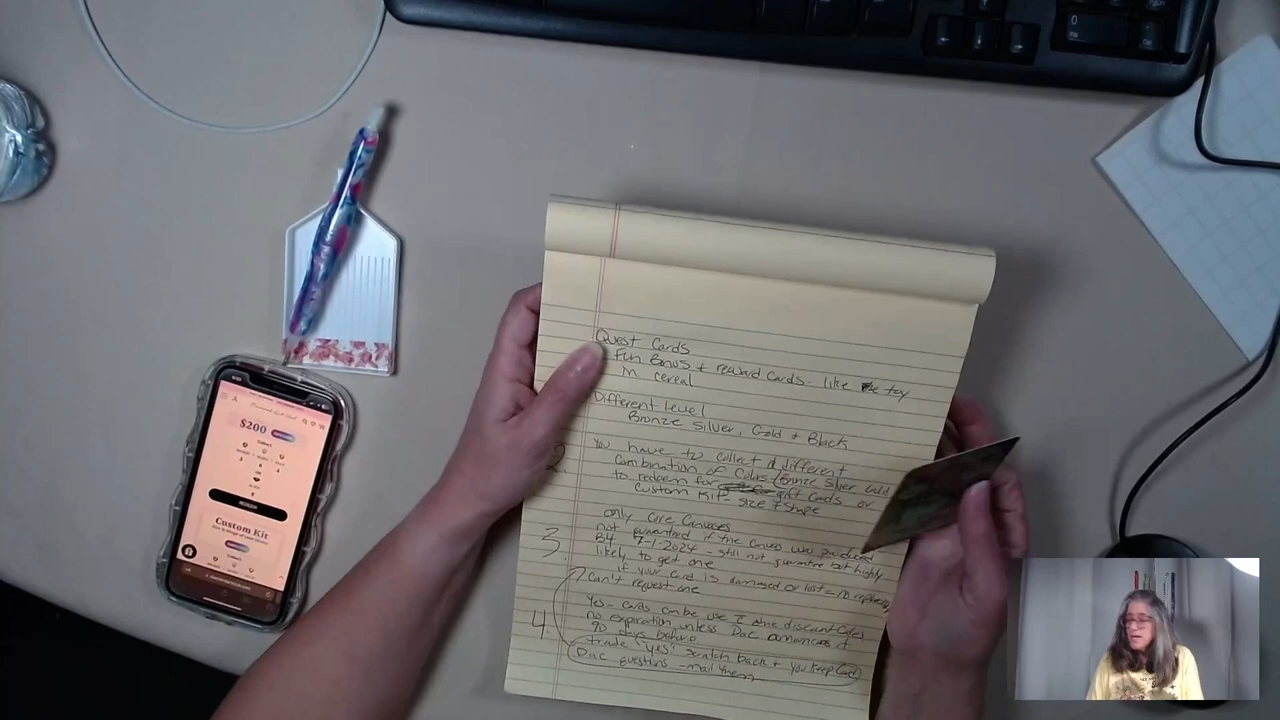 $200
Custom Kit
Quest Cards
Fun Bonus + reward Cards - like the toy
in cereal
Different level
Bronze Silver, Gold + Black
2.
You have to collect a different
Combination of Colors (Bronze Silver Gold
to redeem for gift Cards or
Custom Kit - size + Shape
3
only Core Canvases
not guaranteed if the Canvas was produced
B4 7-1-2024 - still not guarantee but highly
likely to get one
if your Card is damaged or lost = no
Can't request one
4.
Yes - cards can be use discount
no expiration unless Dac announces it
90 days before
trade "yes" scratch back + you keep Card
Dac questions - mail them
0